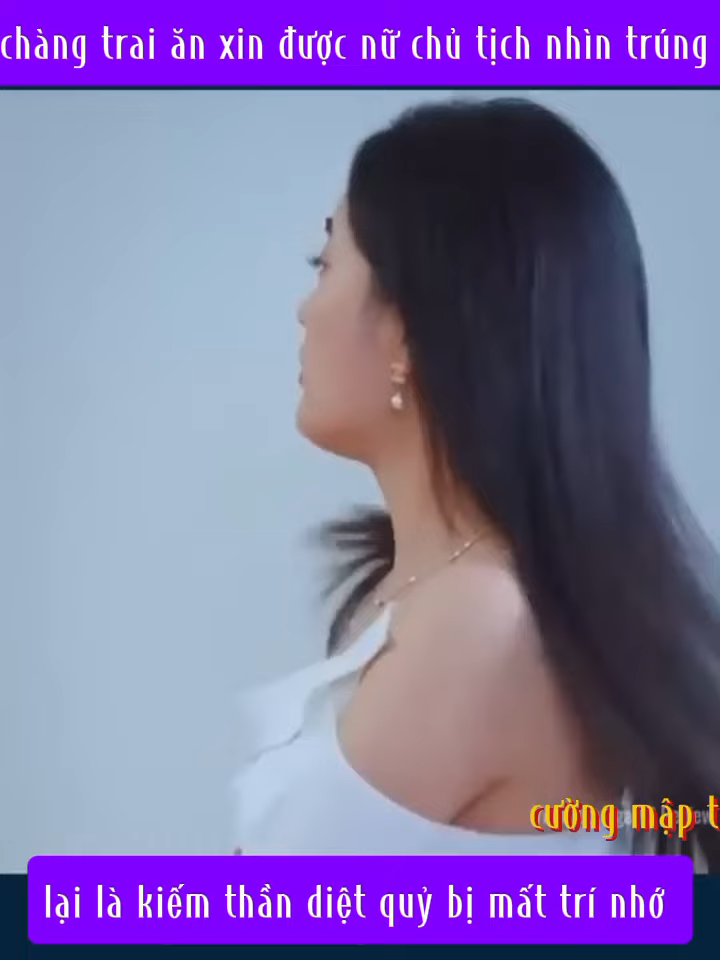 chàng trai ăn xin được nữ chủ tịch nhìn trúng
cường mập t
lại là kiếm thần diệt quỷ bị mất trí nhớ